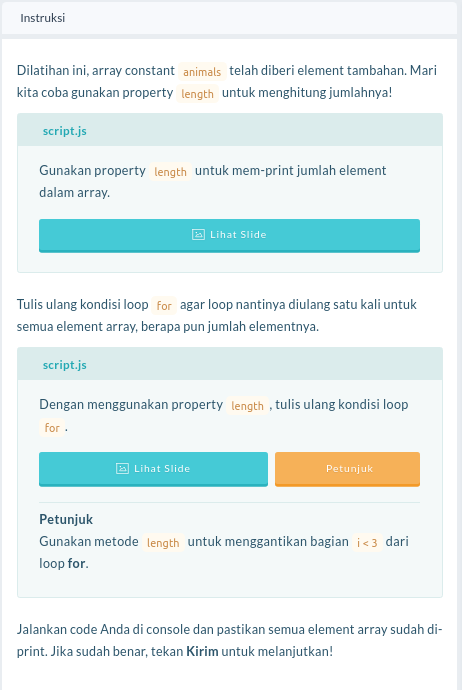 Instruksi
Dilatihan ini, array constant animals telah diberi element tambahan. Mari
kita coba gunakan property length untuk menghitung jumlahnya!
script.js
Gunakan property length untuk mem-print jumlah element
dalam array.
Lihat Slide
Tulis ulang kondisi loop for agar loop nantinya diulang satu kali untuk
semua element array, berapa pun jumlah elementnya.
script.js
Dengan menggunakan property length , tulis ulang kondisi loop
for .
Lihat Slide Petunjuk
Petunjuk
Gunakan metode length untuk menggantikan bagian i < 3 dari
loop for.
Jalankan code Anda di console dan pastikan semua element array sudah di-
print. Jika sudah benar, tekan Kirim untuk melanjutkan!